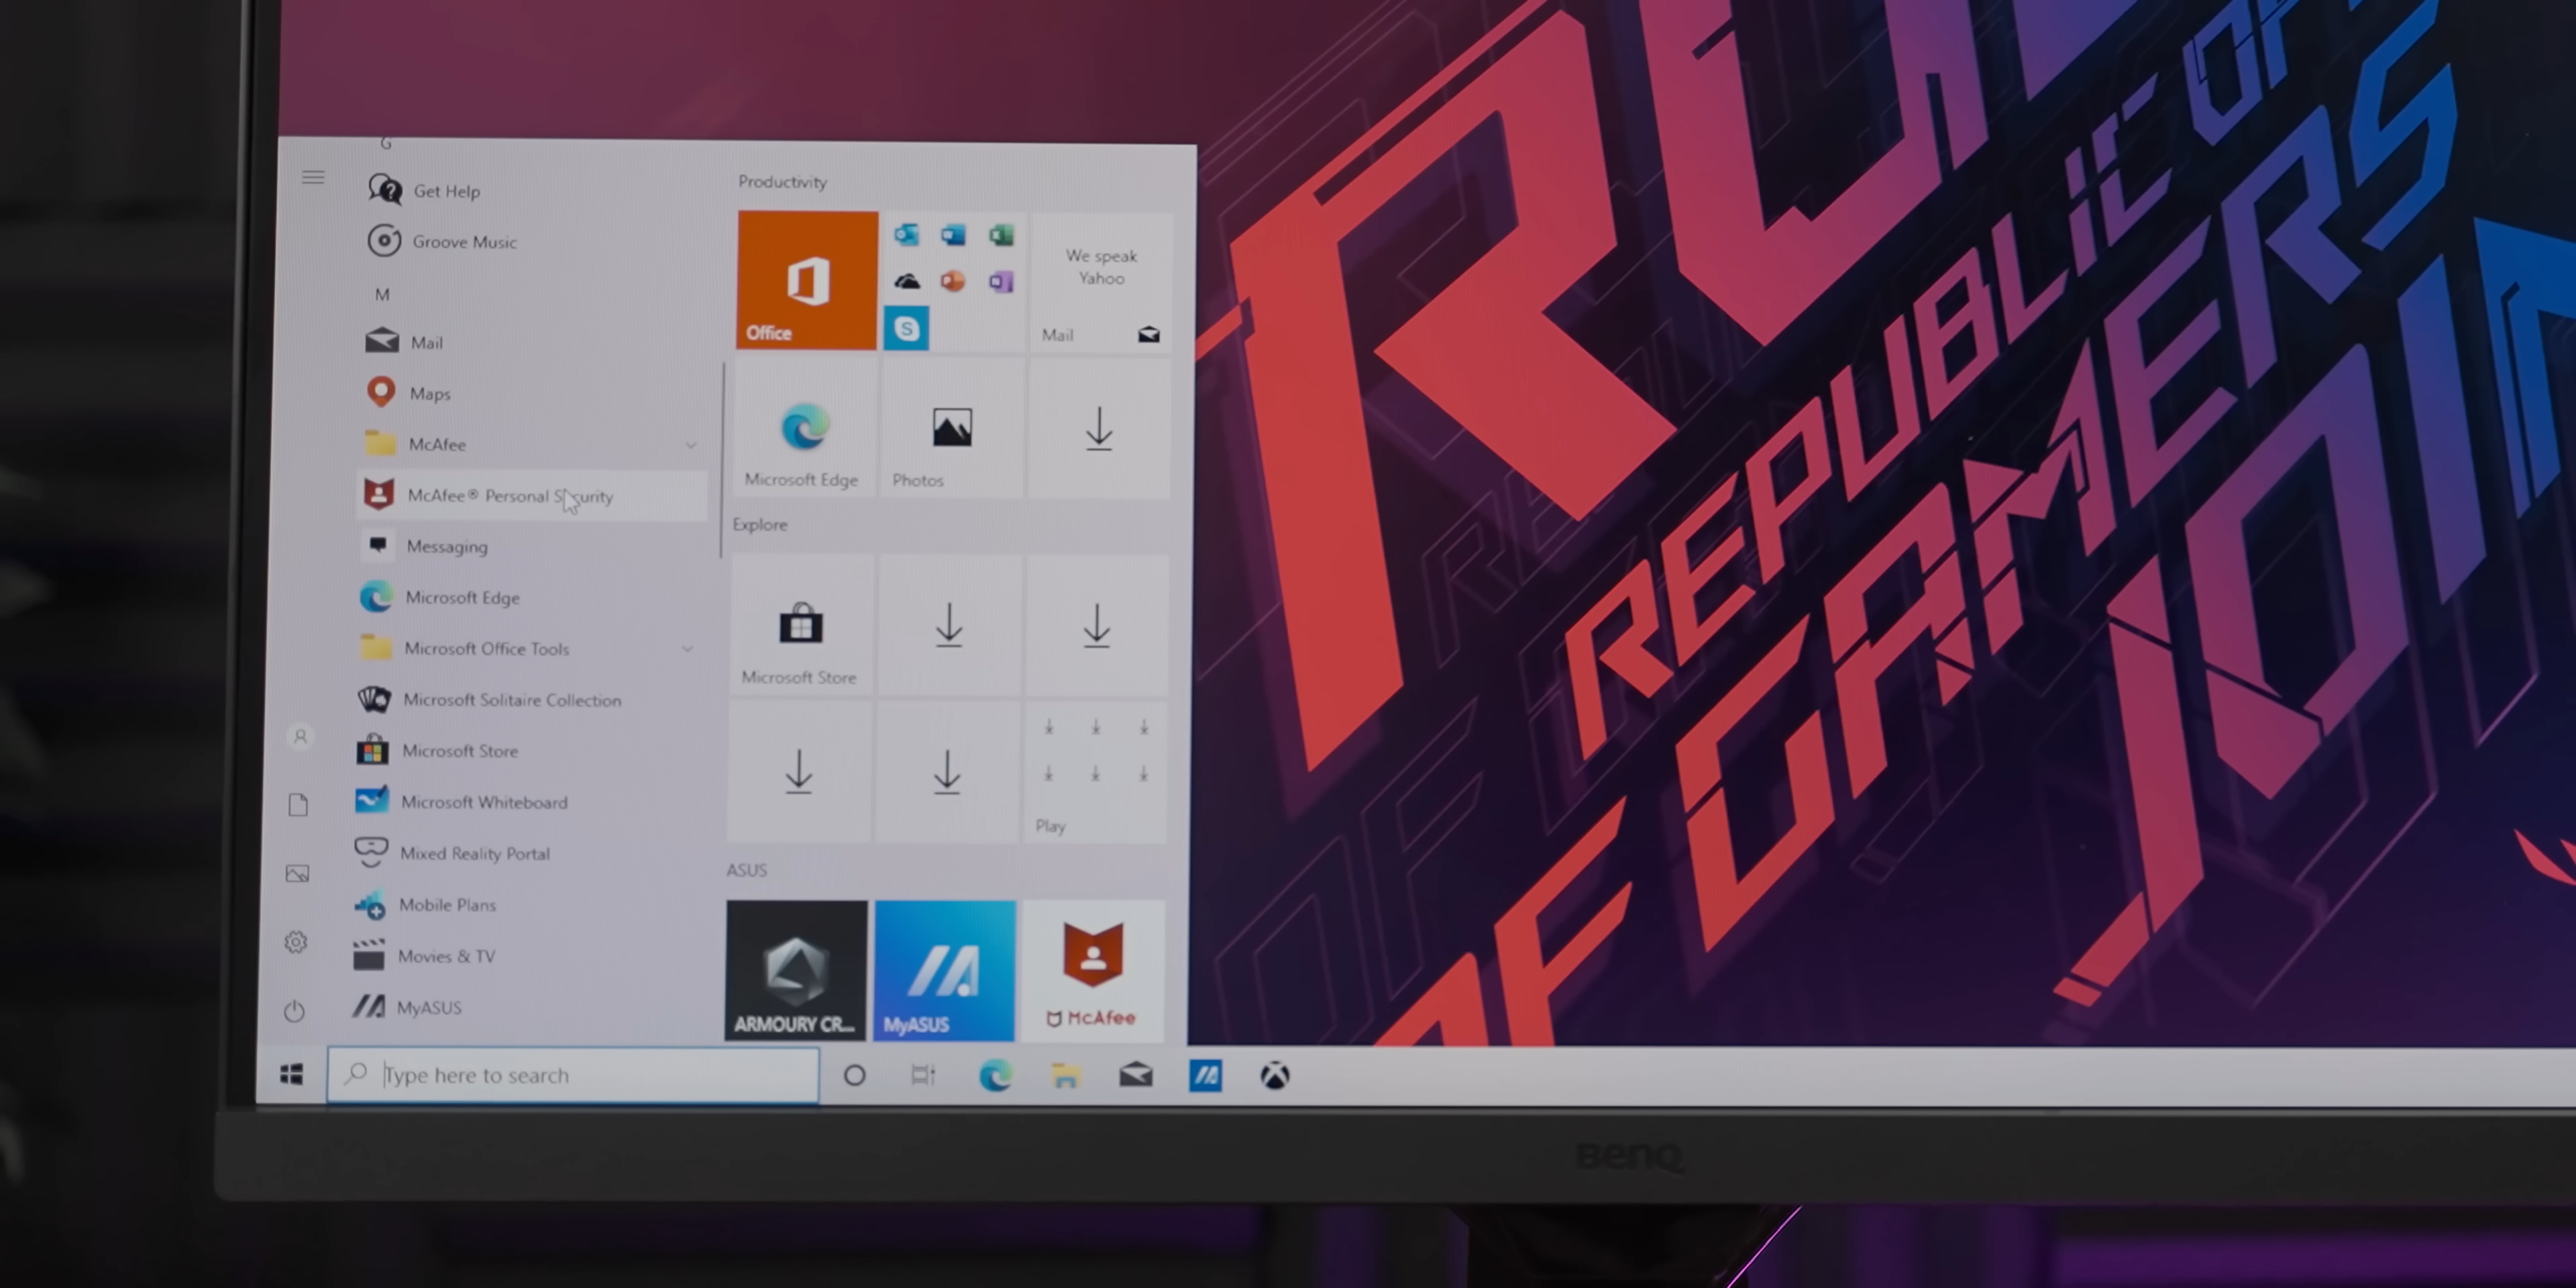 G
Get Help
Groove Music
M
Mail
Maps
McAfee
McAfee® Personal Security
Messaging
Microsoft Edge
Microsoft Office Tools
Microsoft Solitaire Collection
Microsoft Store
Microsoft Whiteboard
Mixed Reality Portal
Mobile Plans
Movies & TV
MyASUS
Productivity
Office
We speak
Yahoo
Mail
Microsoft Edge
Photos
Explore
Microsoft Store
Play
ASUS
ARMOURY CR...
MyASUS
McAfee
Type here to search
REPUBLIC OF
GAMERS
OF
BenQ